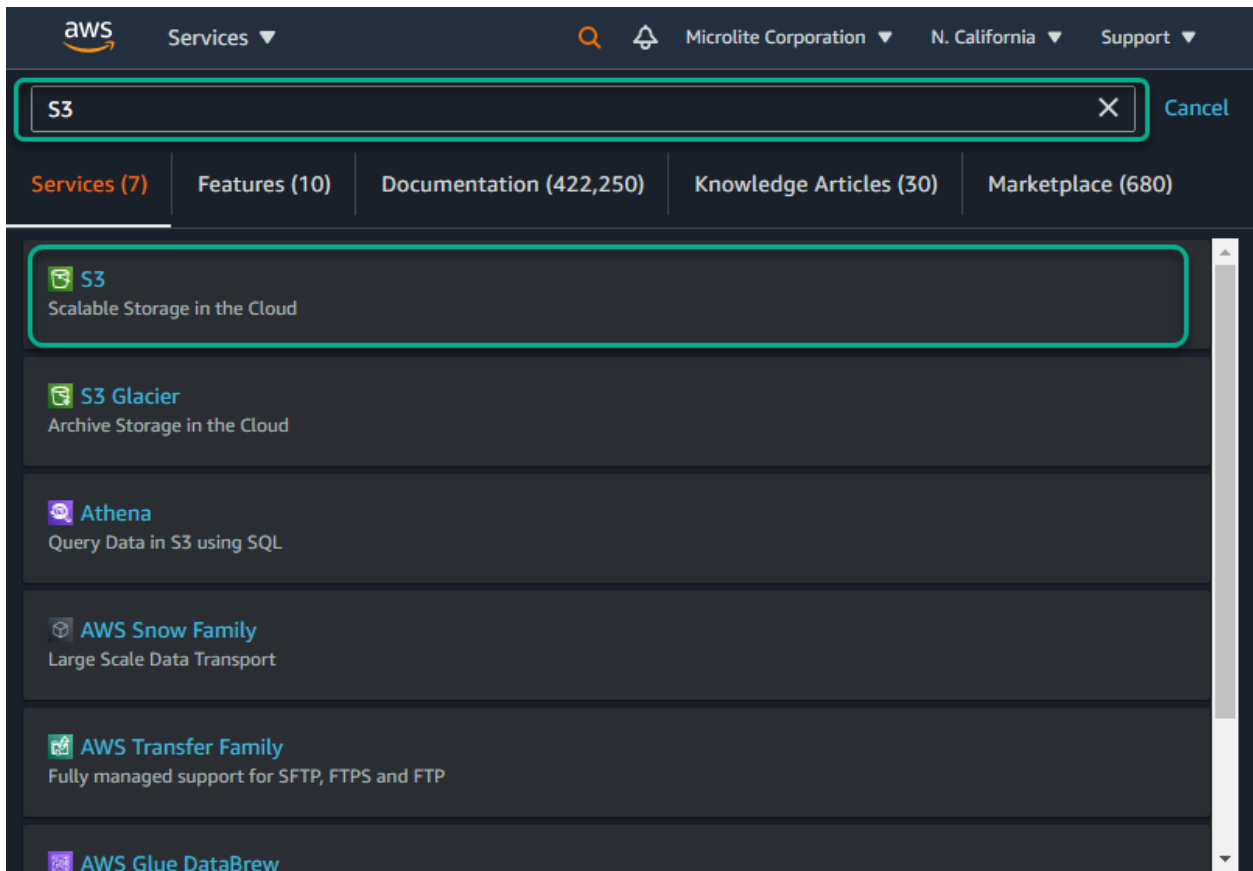 aws Services ▼ Microlite Corporation ▼ N. California ▼ Support ▼
S3 Cancel
Services (7) Features (10) Documentation (422,250) Knowledge Articles (30) Marketplace (680)
S3
Scalable Storage in the Cloud
S3 Glacier
Archive Storage in the Cloud
Athena
Query Data in S3 using SQL
AWS Snow Family
Large Scale Data Transport
AWS Transfer Family
Fully managed support for SFTP, FTPS and FTP
AWS Glue DataBrew